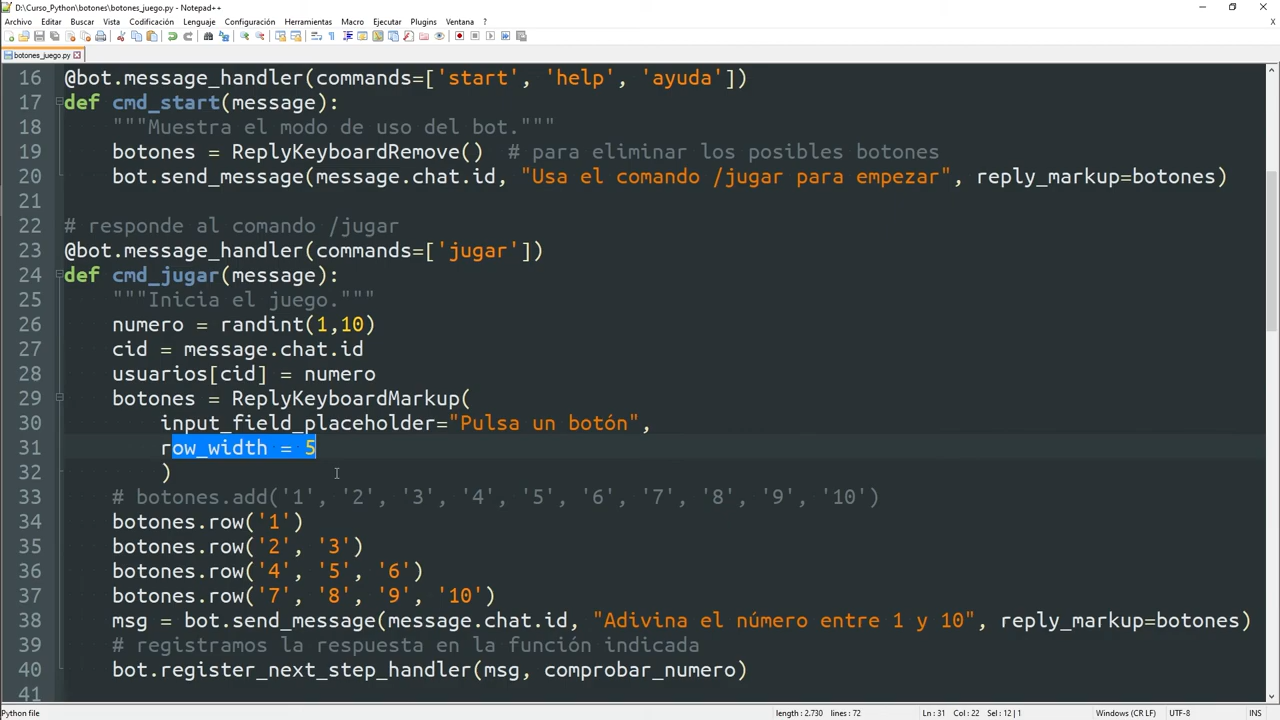 D:\Curso_Python\botones\botones_juego.py - Notepad++
Archivo Editar Buscar Vista Codificación Lenguaje Configuración Herramientas Macro Ejecutar Plugins Ventana ?
X
botones_juego.py
16 @bot.message_handler(commands=['start', 'help', 'ayuda'])
17 def cmd_start(message):
18 """Muestra el modo de uso del bot."""
19 botones = ReplyKeyboardRemove() # para eliminar los posibles botones
20 bot.send_message(message.chat.id, "Usa el comando /jugar para empezar", reply_markup=botones)
21
22 # responde al comando /jugar
23 @bot.message_handler(commands=['jugar'])
24 def cmd_jugar(message):
25 """Inicia el juego."""
26 numero = randint(1,10)
27 cid = message.chat.id
28 usuarios[cid] = numero
29 botones = ReplyKeyboardMarkup(
30 input_field_placeholder="Pulsa un botón",
31 row_width = 5
32 )
33 # botones.add('1', '2', '3', '4', '5', '6', '7', '8', '9', '10')
34 botones.row('1')
35 botones.row('2', '3')
36 botones.row('4', '5', '6')
37 botones.row('7', '8', '9', '10')
38 msg = bot.send_message(message.chat.id, "Adivina el número entre 1 y 10", reply_markup=botones)
39 # registramos la respuesta en la función indicada
40 bot.register_next_step_handler(msg, comprobar_numero)
41
Python file length : 2.730 lines : 72 Ln : 31 Col : 22 Sel : 12 | 1 Windows (CR LF) UTF-8 INS